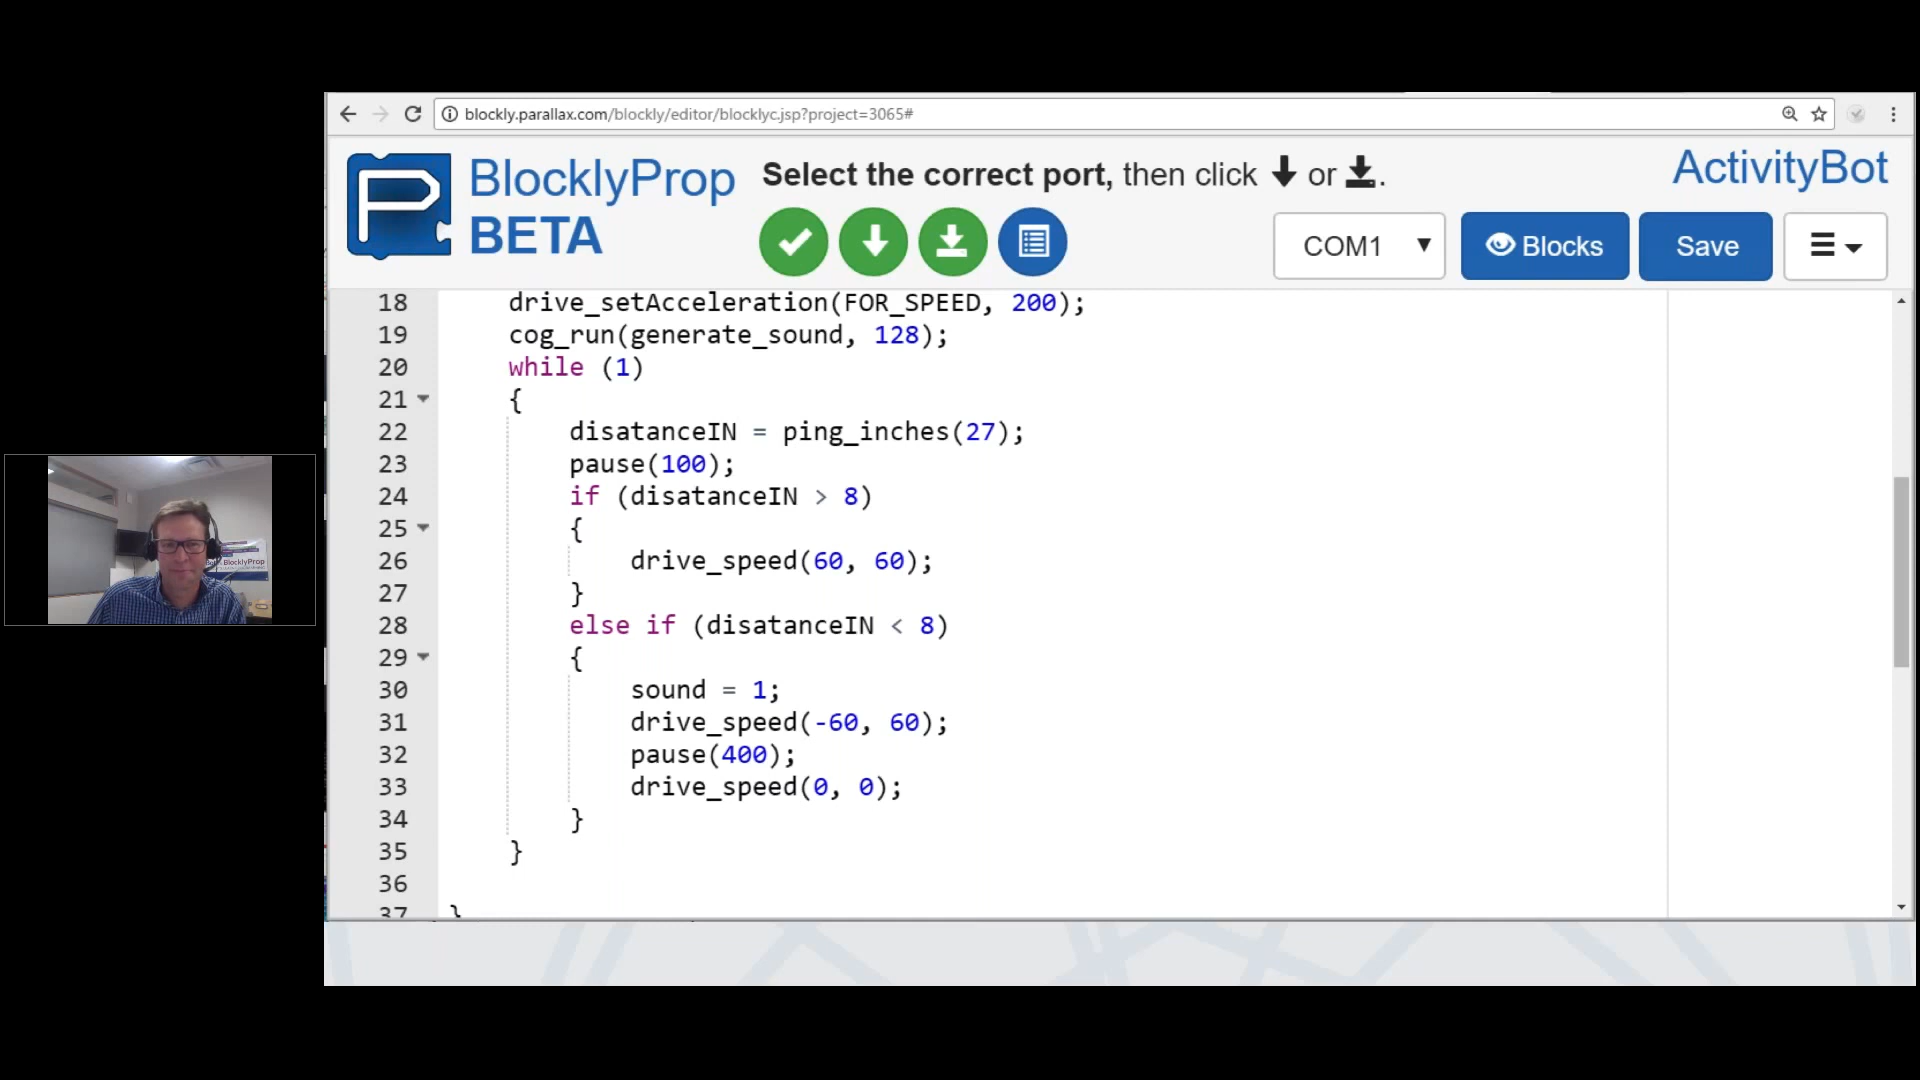 blockly.parallax.com/blockly/editor/blocklyc.jsp?project=3065#
BlocklyProp
BETA
Select the correct port, then click or .
ActivityBot
COM1
Blocks
Save
18 drive_setAcceleration(FOR_SPEED, 200);
19 cog_run(generate_sound, 128);
20 while (1)
21 {
22 disatanceIN = ping_inches(27);
23 pause(100);
24 if (disatanceIN > 8)
25 {
26 drive_speed(60, 60);
27 }
28 else if (disatanceIN < 8)
29 {
30 sound = 1;
31 drive_speed(-60, 60);
32 pause(400);
33 drive_speed(0, 0);
34 }
35 }
36
37 }
BlocklyProp